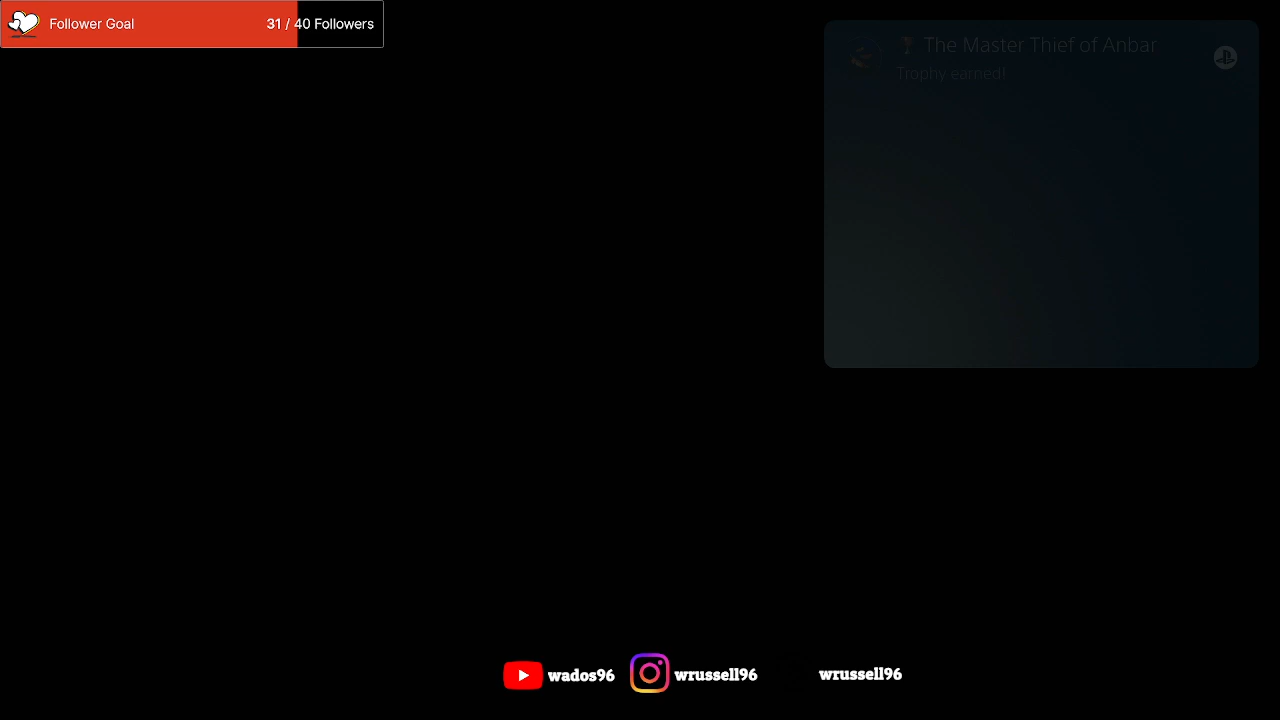 Follower Goal 31 / 40 Followers
The Master Thief of Anbar
Trophy earned!
wados96 wrussell96 wrussell96